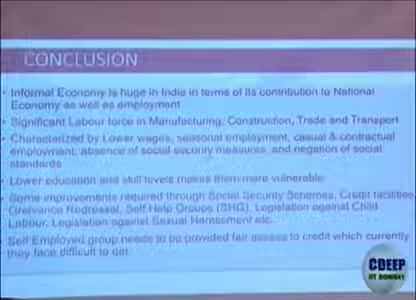 CONCLUSION
• Informal Economy is huge in India in terms of its contribution to National
Economy as well as employment
• Significant Labour force in Manufacturing, Construction, Trade and Transport
• Characterized by Lower wages, seasonal employment, casual & contractual
employment, absence of social security measures, and negation of social
standards
• Lower education and skill levels makes them more vulnerable
• Some improvements required through Social Security Schemes, Credit facilities,
Greivance Redressal, Self Help Groups (SHG), Legislation against Child
Labour, Legislation against Sexual Harassment etc.
• Self Employed group needs to be provided fair access to credit which currently
they face difficult to get.
CDEEP
IIT BOMBAY